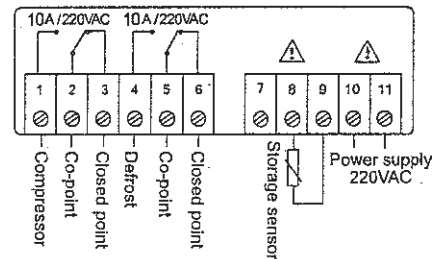 10A/220VAC 10A/220VAC
1 2 3 4 5 6 7 8 9 10 11
Compressor
Co-point
Closed point
Defrost
Co-point
Closed point
Storage sensor
Power supply
220VAC